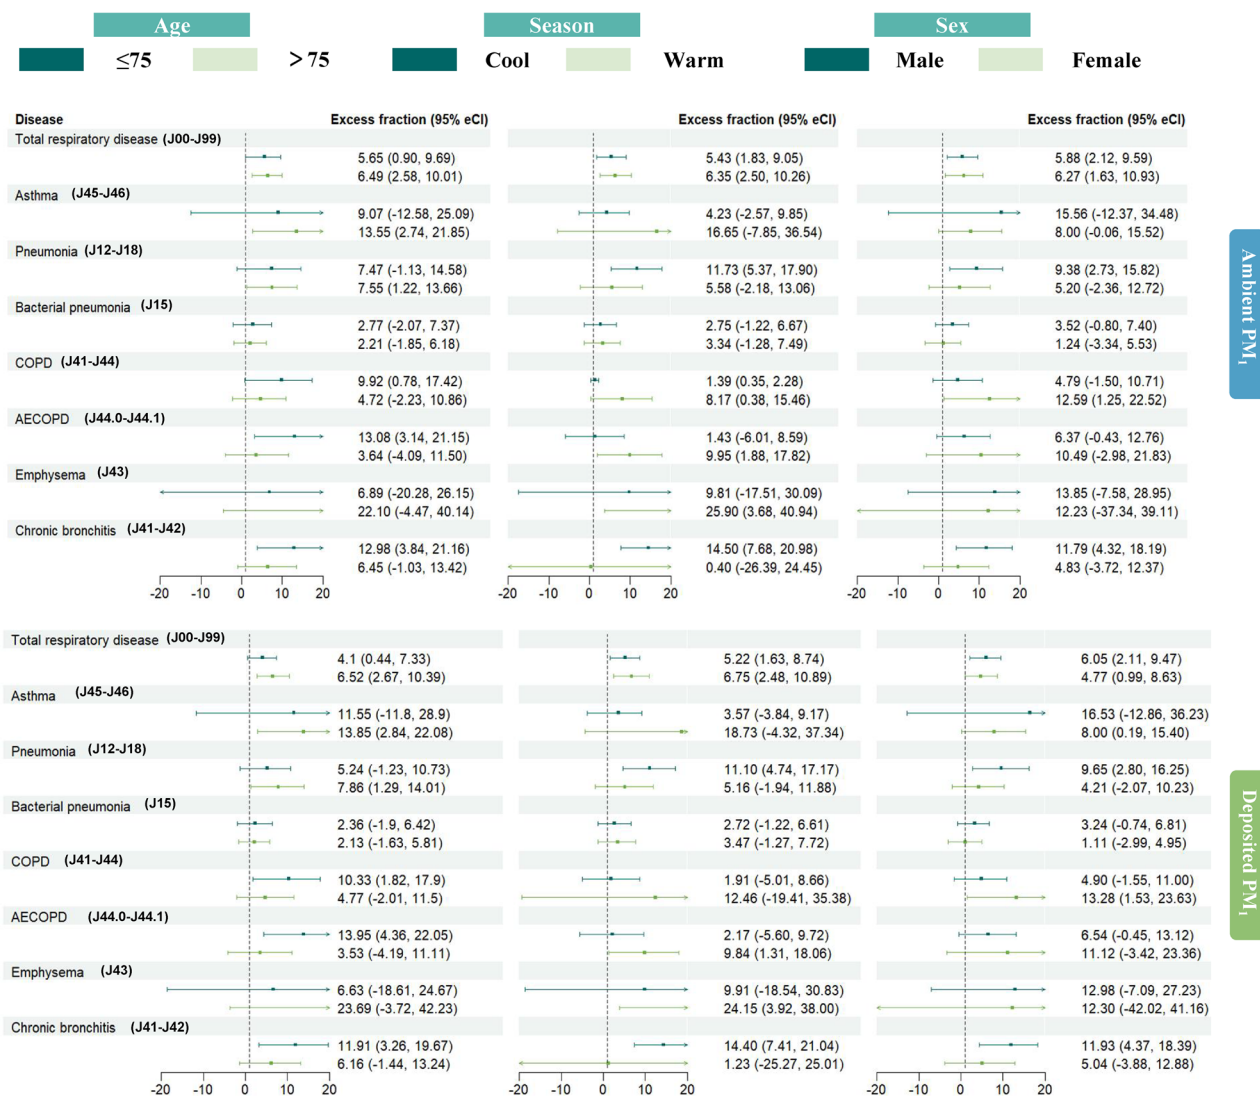 Age Season Sex
≤75 > 75 Cool Warm Male Female
Disease Excess fraction (95% eCI) Excess fraction (95% eCI) Excess fraction (95% eCI)
Total respiratory disease (J00-J99)
5.65 (0.90, 9.69) 5.43 (1.83, 9.05) 5.88 (2.12, 9.59)
6.49 (2.58, 10.01) 6.35 (2.50, 10.26) 6.27 (1.63, 10.93)
Asthma (J45-J46)
9.07 (-12.58, 25.09) 4.23 (-2.57, 9.85) 15.56 (-12.37, 34.48)
13.55 (2.74, 21.85) 16.65 (-7.85, 36.54) 8.00 (-0.06, 15.52)
Pneumonia (J12-J18)
7.47 (-1.13, 14.58) 11.73 (5.37, 17.90) 9.38 (2.73, 15.82)
7.55 (1.22, 13.66) 5.58 (-2.18, 13.06) 5.20 (-2.36, 12.72)
Bacterial pneumonia (J15)
2.77 (-2.07, 7.37) 2.75 (-1.22, 6.67) 3.52 (-0.80, 7.40)
2.21 (-1.85, 6.18) 3.34 (-1.28, 7.49) 1.24 (-3.34, 5.53)
COPD (J41-J44)
9.92 (0.78, 17.42) 1.39 (0.35, 2.28) 4.79 (-1.50, 10.71)
4.72 (-2.23, 10.86) 8.17 (0.38, 15.46) 12.59 (1.25, 22.52)
AECOPD (J44.0-J44.1)
13.08 (3.14, 21.15) 1.43 (-6.01, 8.59) 6.37 (-0.43, 12.76)
3.64 (-4.09, 11.50) 9.95 (1.88, 17.82) 10.49 (-2.98, 21.83)
Emphysema (J43)
6.89 (-20.28, 26.15) 9.81 (-17.51, 30.09) 13.85 (-7.58, 28.95)
22.10 (-4.47, 40.14) 25.90 (3.68, 40.94) 12.23 (-37.34, 39.11)
Chronic bronchitis (J41-J42)
12.98 (3.84, 21.16) 14.50 (7.68, 20.98) 11.79 (4.32, 18.19)
6.45 (-1.03, 13.42) 0.40 (-26.39, 24.45) 4.83 (-3.72, 12.37)
-20 -10 0 10 20 -20 -10 0 10 20 -20 -10 0 10 20
Ambient PM1
Total respiratory disease (J00-J99)
4.1 (0.44, 7.33) 5.22 (1.63, 8.74) 6.05 (2.11, 9.47)
6.52 (2.67, 10.39) 6.75 (2.48, 10.89) 4.77 (0.99, 8.63)
Asthma (J45-J46)
11.55 (-11.8, 28.9) 3.57 (-3.84, 9.17) 16.53 (-12.86, 36.23)
13.85 (2.84, 22.08) 18.73 (-4.32, 37.34) 8.00 (0.19, 15.40)
Pneumonia (J12-J18)
5.24 (-1.23, 10.73) 11.10 (4.74, 17.17) 9.65 (2.80, 16.25)
7.86 (1.29, 14.01) 5.16 (-1.94, 11.88) 4.21 (-2.07, 10.23)
Bacterial pneumonia (J15)
2.36 (-1.9, 6.42) 2.72 (-1.22, 6.61) 3.24 (-0.74, 6.81)
2.13 (-1.63, 5.81) 3.47 (-1.27, 7.72) 1.11 (-2.99, 4.95)
COPD (J41-J44)
10.33 (1.82, 17.9) 1.91 (-5.01, 8.66) 4.90 (-1.55, 11.00)
4.77 (-2.01, 11.5) 12.46 (-19.41, 35.38) 13.28 (1.53, 23.63)
AECOPD (J44.0-J44.1)
13.95 (4.36, 22.05) 2.17 (-5.60, 9.72) 6.54 (-0.45, 13.12)
3.53 (-4.19, 11.11) 9.84 (1.31, 18.06) 11.12 (-3.42, 23.36)
Emphysema (J43)
6.63 (-18.61, 24.67) 9.91 (-18.54, 30.83) 12.98 (-7.09, 27.23)
23.69 (-3.72, 42.23) 24.15 (3.92, 38.00) 12.30 (-42.02, 41.16)
Chronic bronchitis (J41-J42)
11.91 (3.26, 19.67) 14.40 (7.41, 21.04) 11.93 (4.37, 18.39)
6.16 (-1.44, 13.24) 1.23 (-25.27, 25.01) 5.04 (-3.88, 12.88)
-20 -10 0 10 20 -20 -10 0 10 20 -20 -10 0 10 20
Deposited PM1